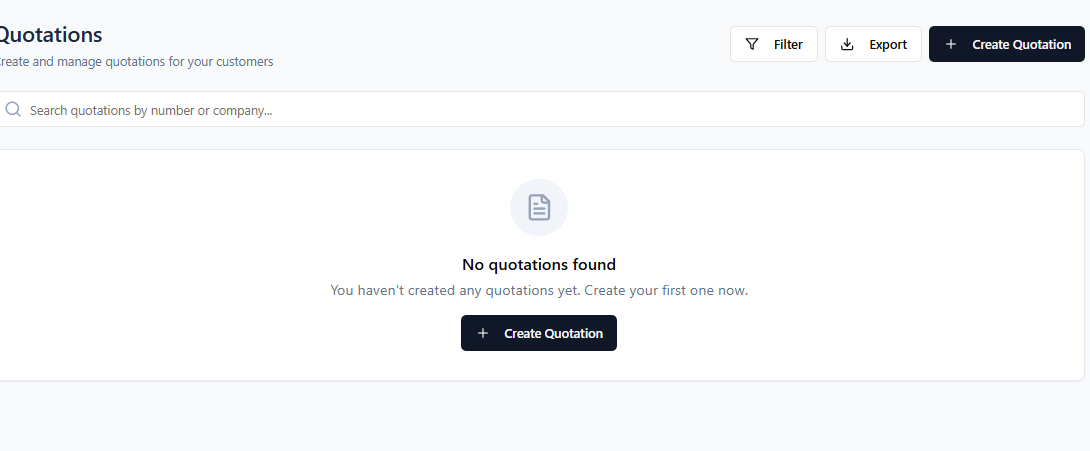 Quotations
Filter
Export
Create Quotation
Create and manage quotations for your customers
Search quotations by number or company...
No quotations found
You haven't created any quotations yet. Create your first one now.
Create Quotation